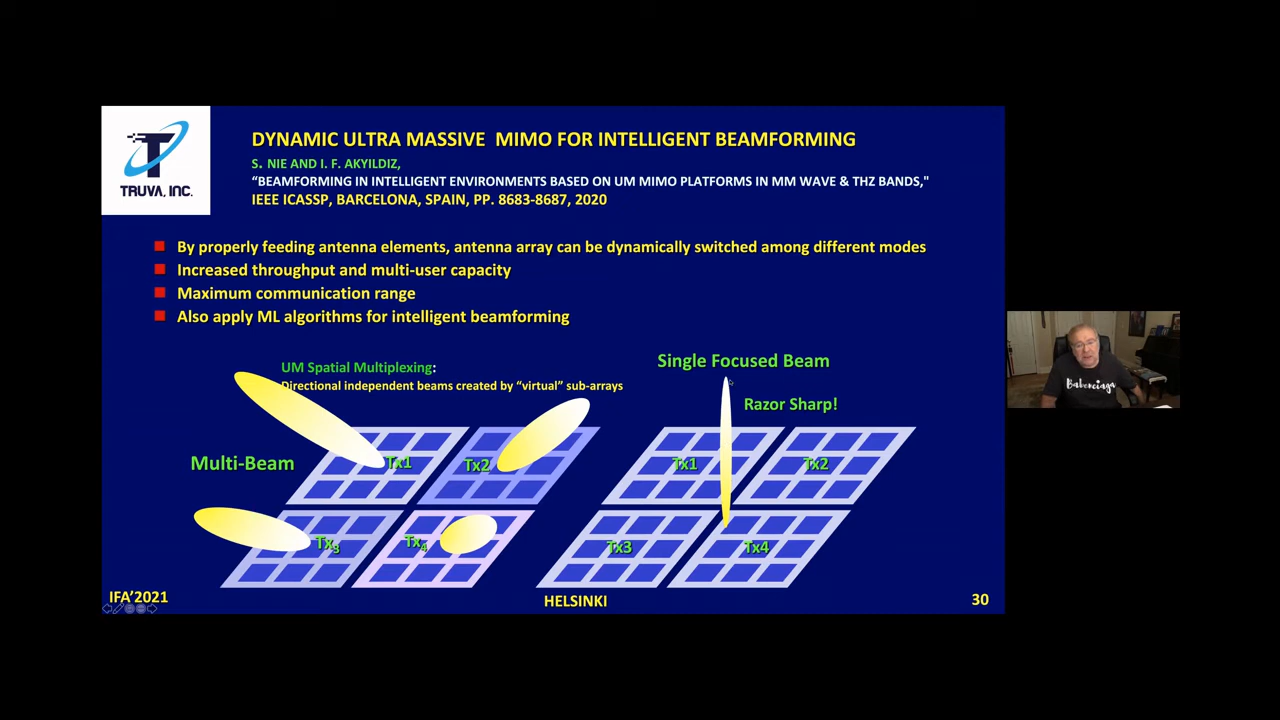 TRUVA, INC.
DYNAMIC ULTRA MASSIVE MIMO FOR INTELLIGENT BEAMFORMING
S. NIE AND I. F. AKYILDIZ,
“BEAMFORMING IN INTELLIGENT ENVIRONMENTS BASED ON UM MIMO PLATFORMS IN MM WAVE & THZ BANDS,"
IEEE ICASSP, BARCELONA, SPAIN, PP. 8683-8687, 2020
By properly feeding antenna elements, antenna array can be dynamically switched among different modes
Increased throughput and multi-user capacity
Maximum communication range
Also apply ML algorithms for intelligent beamforming
UM Spatial Multiplexing:
Directional independent beams created by “virtual” sub-arrays
Multi-Beam
Tx1
Tx2
Tx3
Tx4
Single Focused Beam
Razor Sharp!
Tx1
Tx2
Tx3
Tx4
IFA’2021
HELSINKI
30